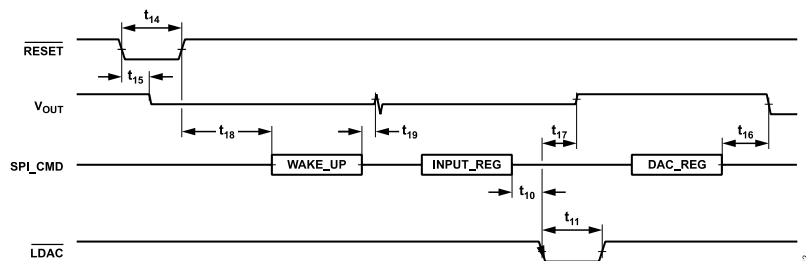 t14
RESET
t15
VOUT
t18
t19
t17
t16
SPI_CMD
WAKE_UP
INPUT_REG
DAC_REG
t10
t11
LDAC